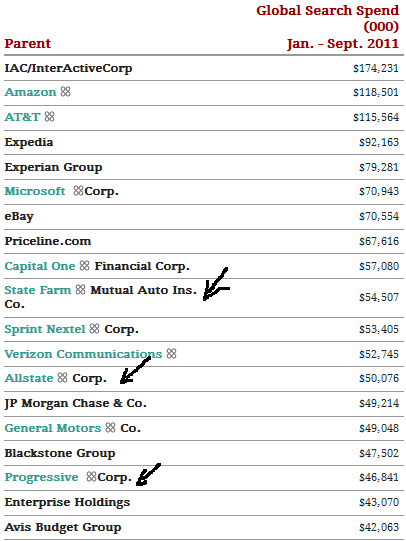 Global Search Spend
(000)
Parent Jan. - Sept. 2011
IAC/InterActiveCorp $174,231
Amazon $118,501
AT&T $115,564
Expedia $92,163
Experian Group $79,281
Microsoft Corp. $70,943
eBay $70,554
Priceline.com $67,616
Capital One Financial Corp. $57,080
State Farm Mutual Auto Ins.
Co. $54,507
Sprint Nextel Corp. $53,405
Verizon Communications $52,745
Allstate Corp. $50,076
JP Morgan Chase & Co. $49,214
General Motors Co. $49,048
Blackstone Group $47,502
Progressive Corp. $46,841
Enterprise Holdings $43,070
Avis Budget Group $42,063